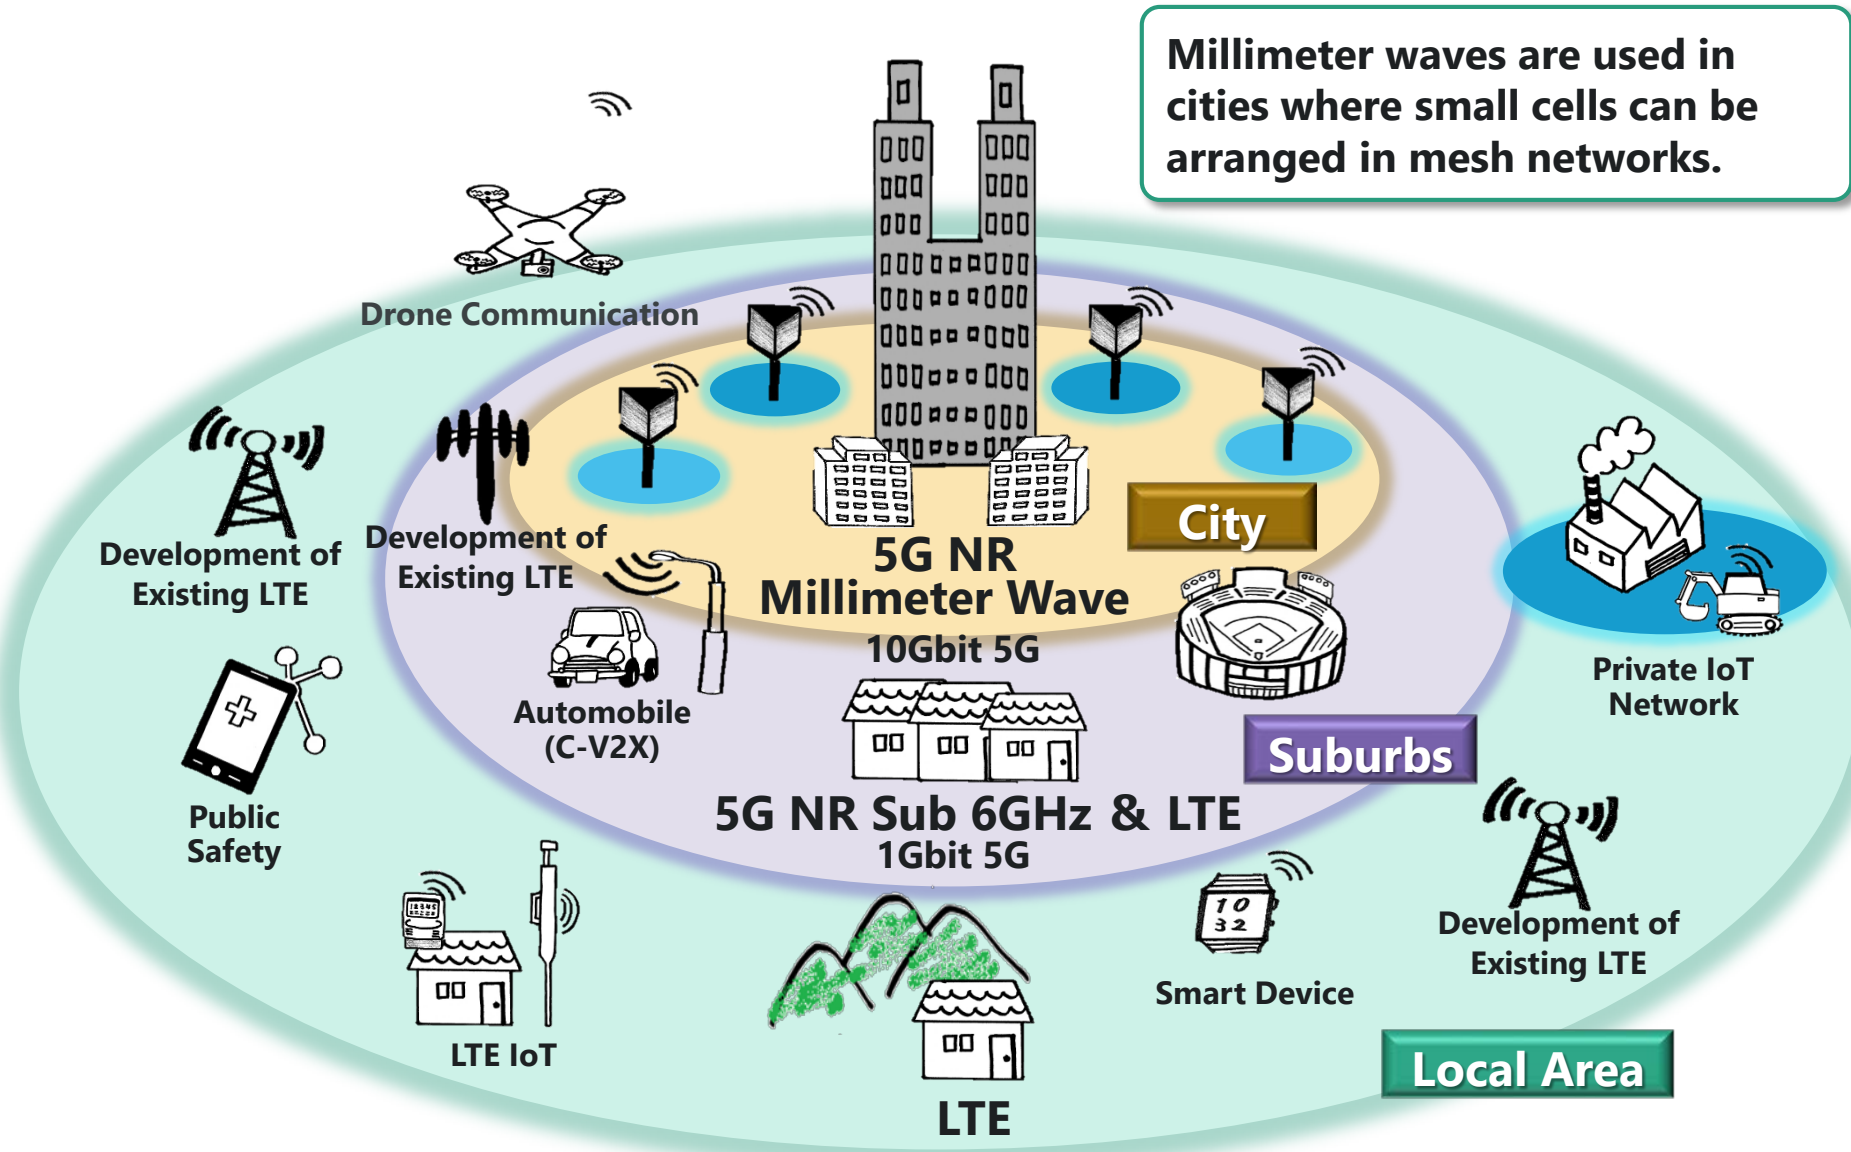 Millimeter waves are used in
cities where small cells can be
arranged in mesh networks.
Drone Communication
Development of
Existing LTE
Development of
Existing LTE
City
5G NR
Millimeter Wave
10Gbit 5G
Automobile
(C-V2X)
Private IoT
Network
Suburbs
5G NR Sub 6GHz & LTE
1Gbit 5G
Public
Safety
12345
10
32
Development of
Existing LTE
Smart Device
LTE IoT
Local Area
LTE